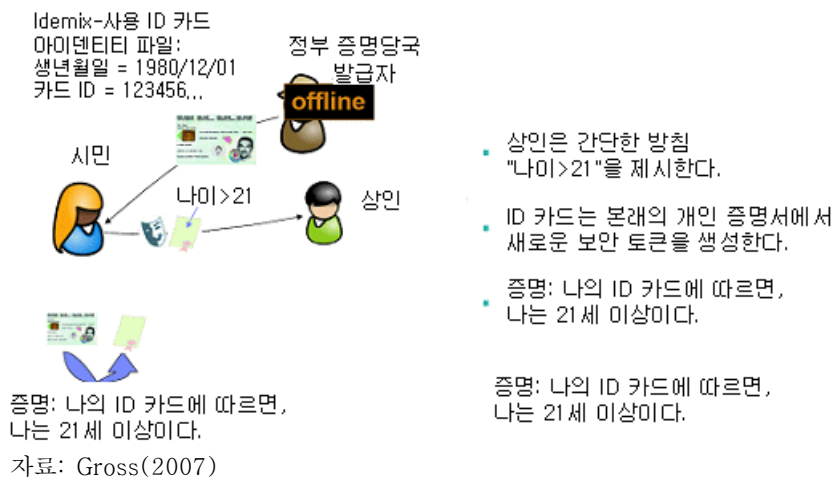 Idemix-사용 ID 카드
아이덴티티 파일:
생년월일 = 1980/12/01
카드 ID = 123456...
정부 증명당국
발급자
offline
시민
나이>21
상인
상인은 간단한 방침
"나이>21"을 제시한다.
ID 카드는 본래의 개인 증명서에서
새로운 보안 토큰을 생성한다.
증명: 나의 ID 카드에 따르면,
나는 21세 이상이다.
증명: 나의 ID 카드에 따르면,
나는 21세 이상이다.
증명: 나의 ID 카드에 따르면,
나는 21세 이상이다.
자료: Gross(2007)